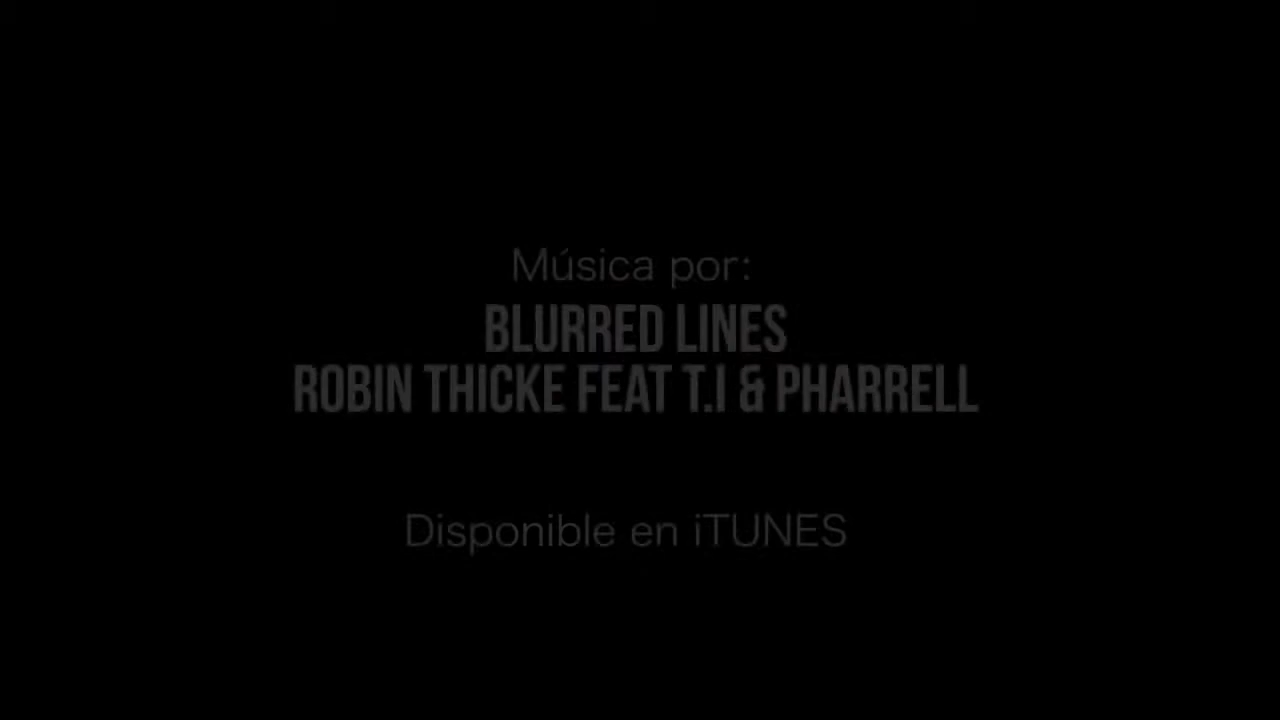 Música por:
BLURRED LINES
ROBIN THICKE FEAT T.I & PHARRELL
Disponible en iTUNES